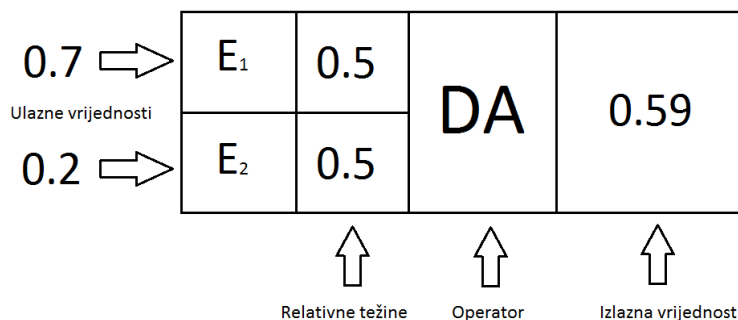 0.7
Ulazne vrijednosti
0.2
E₁ 0.5
E₂ 0.5
DA
0.59
Relativne težine Operator Izlazna vrijednost